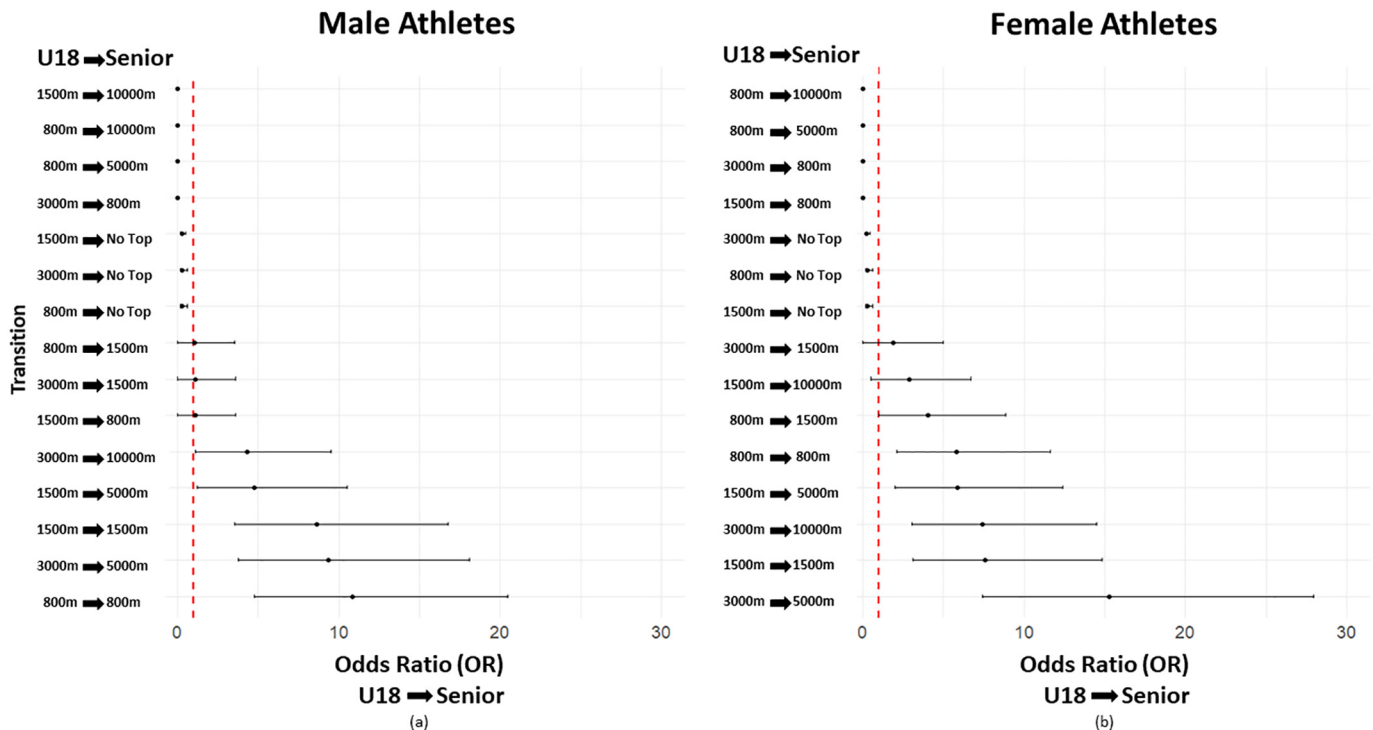 Male Athletes
U18 → Senior
1500m → 10000m
800m → 10000m
800m → 5000m
3000m → 800m
1500m → No Top
3000m → No Top
800m → No Top
800m → 1500m
3000m → 1500m
1500m → 800m
3000m → 10000m
1500m → 5000m
1500m → 1500m
3000m → 5000m
800m → 800m
Transition
0 10 20 30
Odds Ratio (OR)
U18 → Senior
(a)
Female Athletes
U18 → Senior
800m → 10000m
800m → 5000m
3000m → 800m
1500m → 800m
3000m → No Top
800m → No Top
1500m → No Top
3000m → 1500m
1500m → 10000m
800m → 1500m
800m → 800m
1500m → 5000m
3000m → 10000m
1500m → 1500m
3000m → 5000m
0 10 20 30
Odds Ratio (OR)
U18 → Senior
(b)